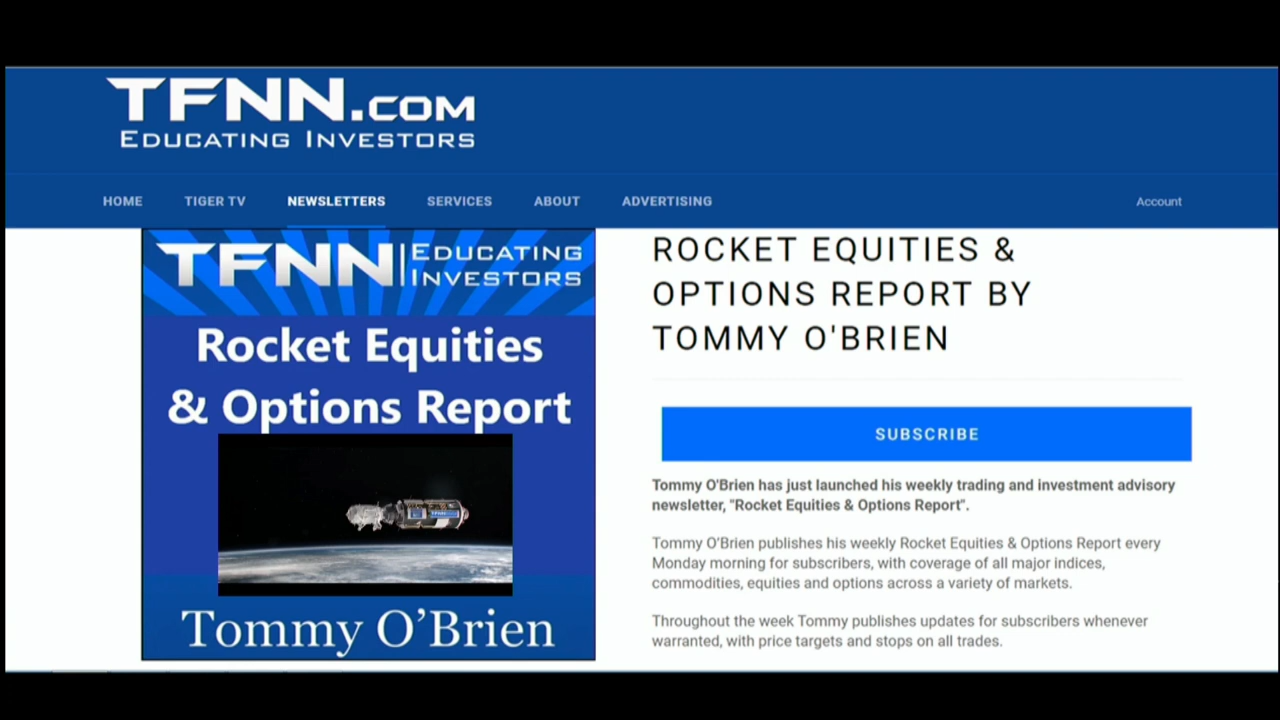 TFNN.COM
EDUCATING INVESTORS
HOME TIGER TV NEWSLETTERS SERVICES ABOUT ADVERTISING Account
TFNN | EDUCATING
INVESTORS
Rocket Equities
& Options Report
TFNN
Tommy O’Brien
ROCKET EQUITIES &
OPTIONS REPORT BY
TOMMY O'BRIEN
SUBSCRIBE
Tommy O'Brien has just launched his weekly trading and investment advisory
newsletter, "Rocket Equities & Options Report".
Tommy O’Brien publishes his weekly Rocket Equities & Options Report every
Monday morning for subscribers, with coverage of all major indices,
commodities, equities and options across a variety of markets.
Throughout the week Tommy publishes updates for subscribers whenever
warranted, with price targets and stops on all trades.